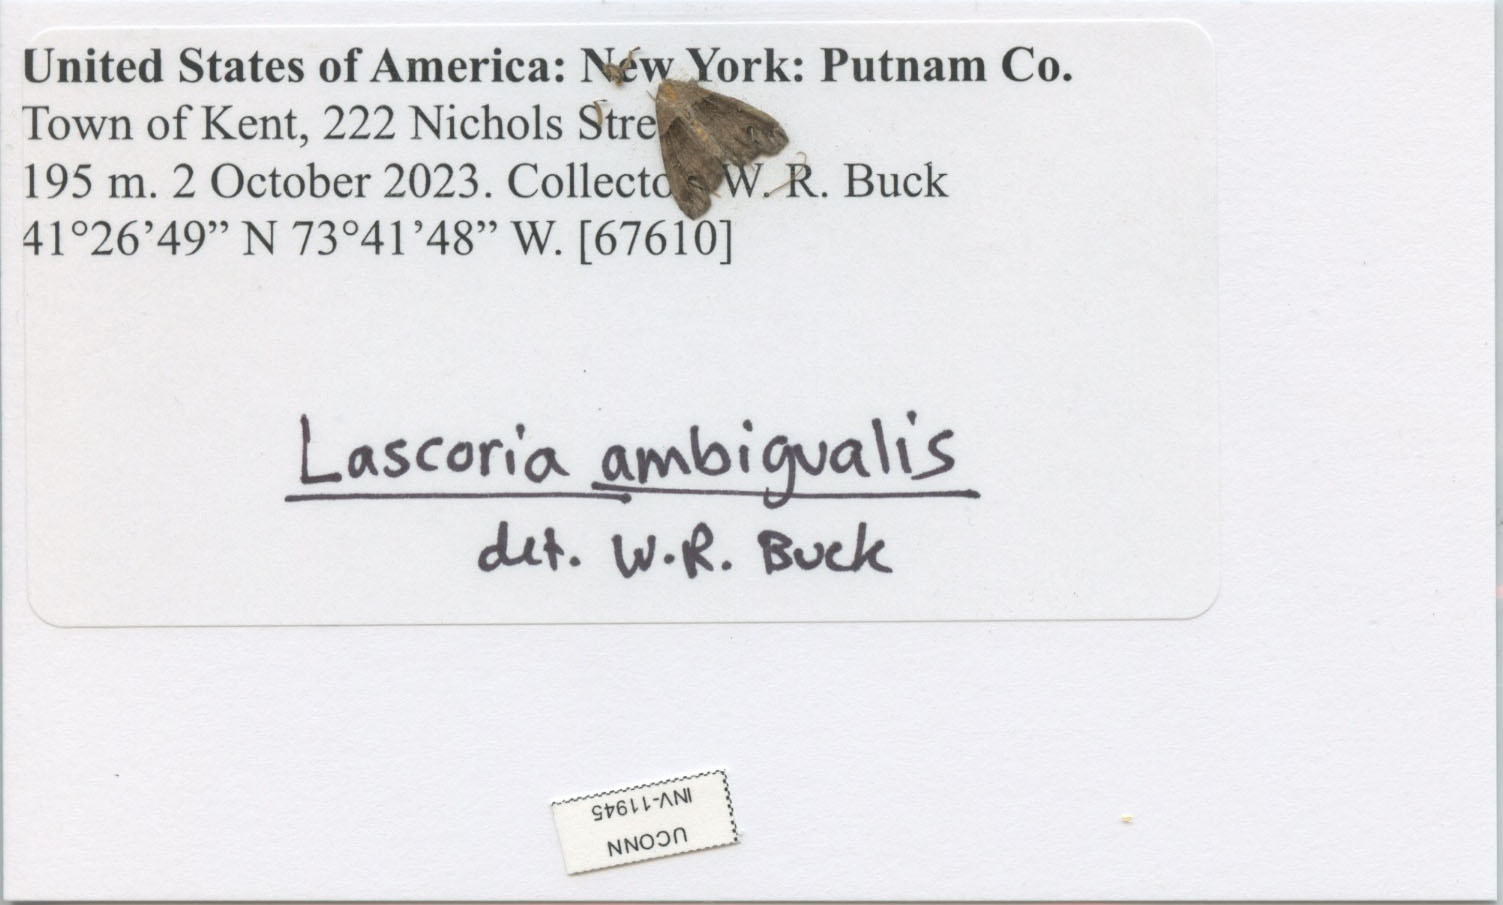 United States of America: New York: Putnam Co.
Town of Kent, 222 Nichols Stre
195 m. 2 October 2023. Collecto W. R. Buck
41°26’49” N 73°41’48” W. [67610]
Lascoria ambigualis
det. W.R. Buck
UCONN
INV-11945